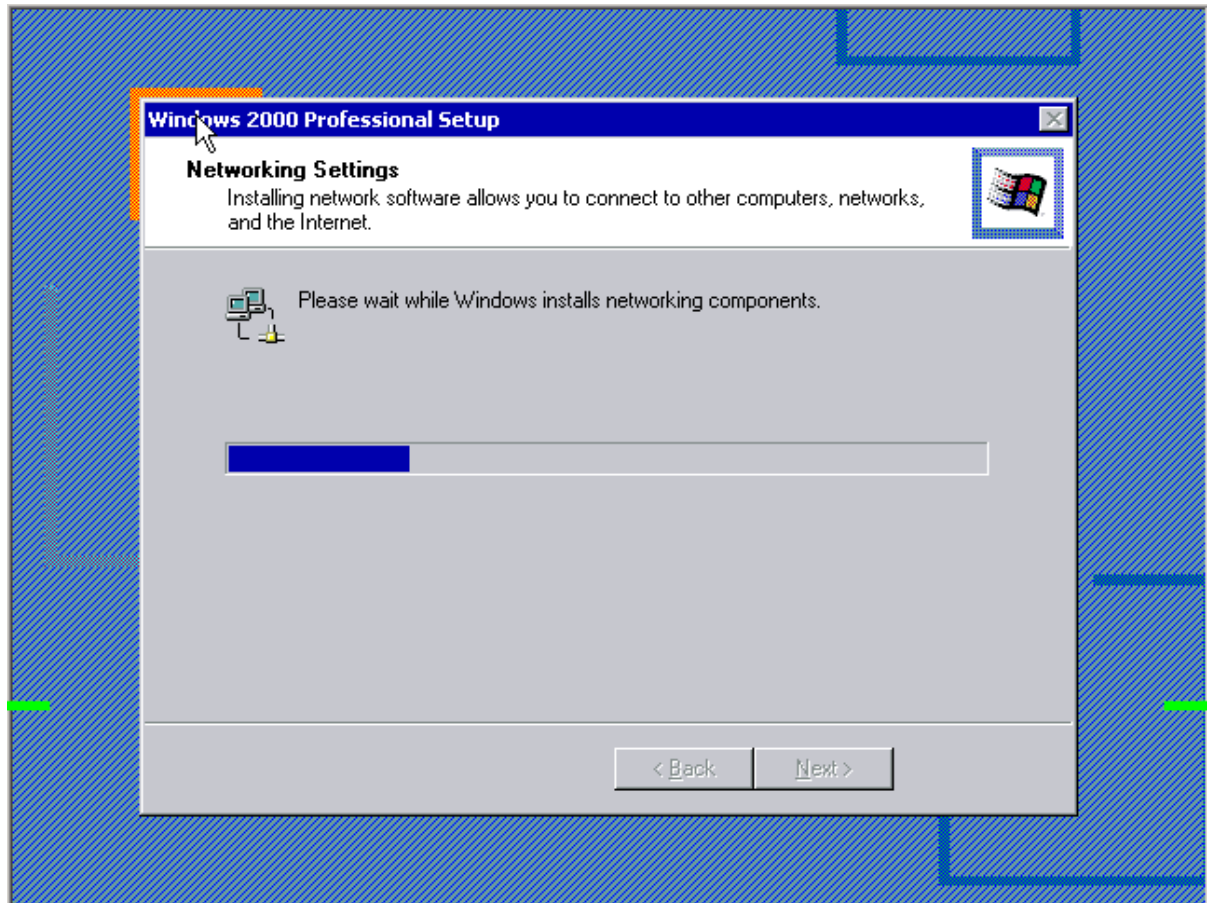 Windows 2000 Professional Setup
Networking Settings
Installing network software allows you to connect to other computers, networks,
and the Internet.
Please wait while Windows installs networking components.
< Back
Next >